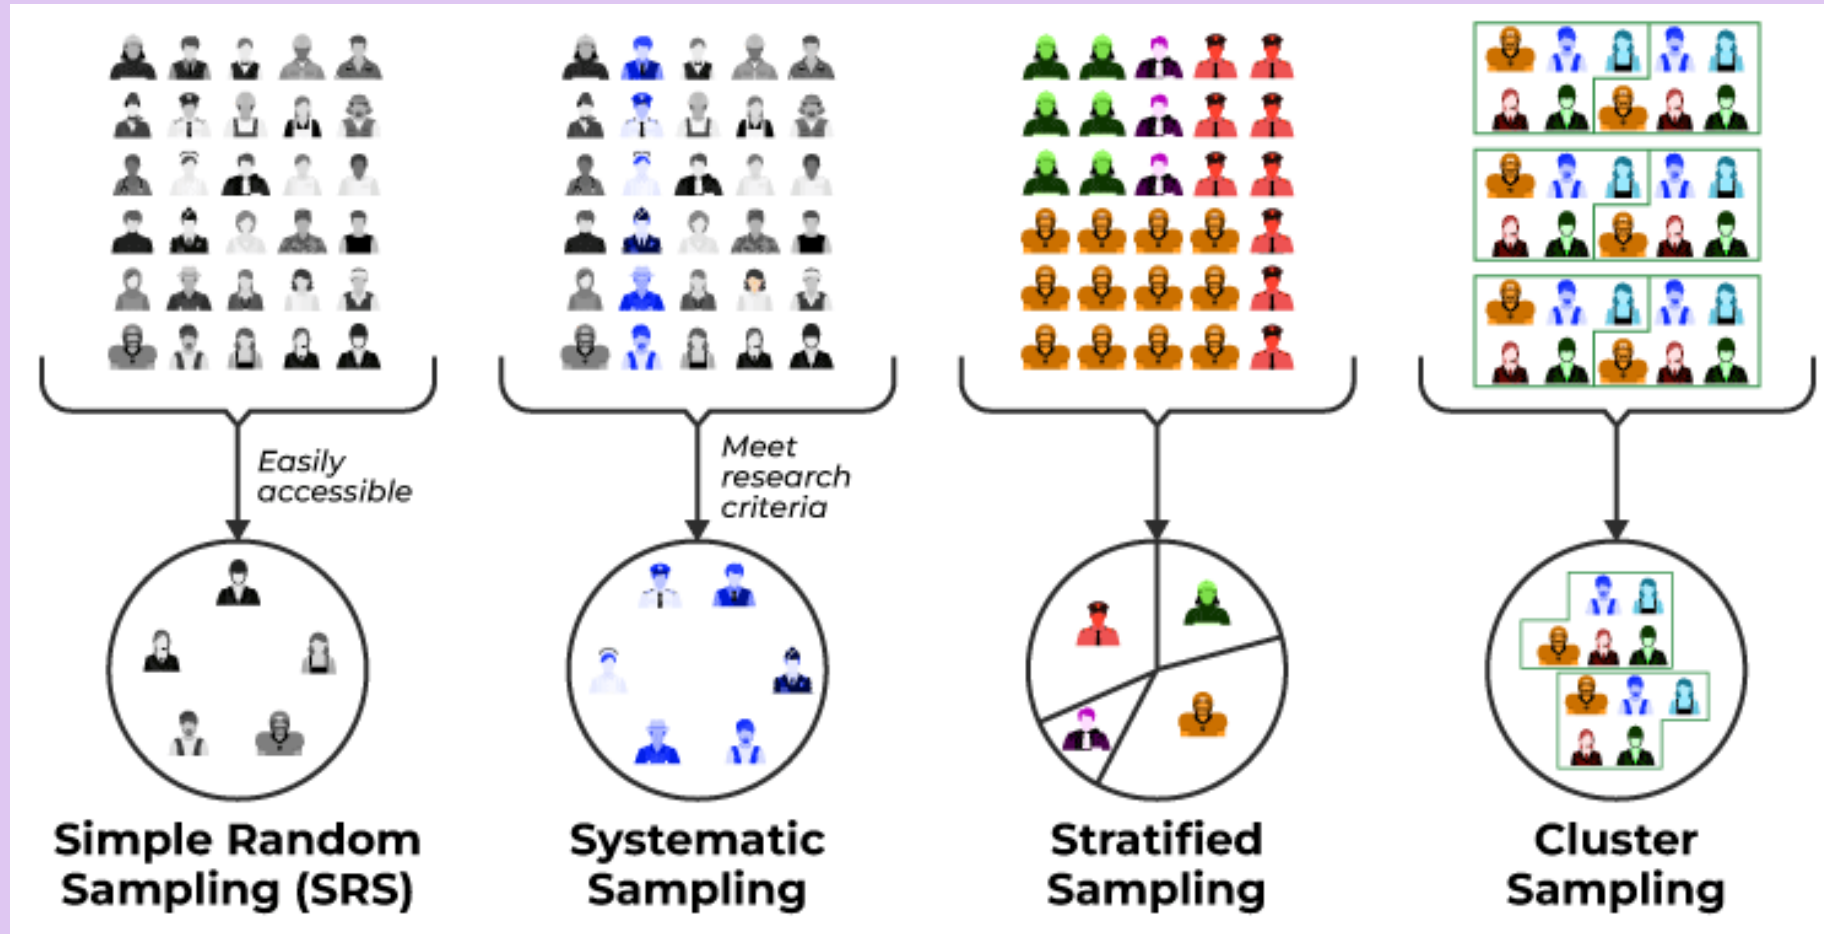 Easily
accessible
Meet
research
criteria
Simple Random
Sampling (SRS)
Systematic
Sampling
Stratified
Sampling
Cluster
Sampling